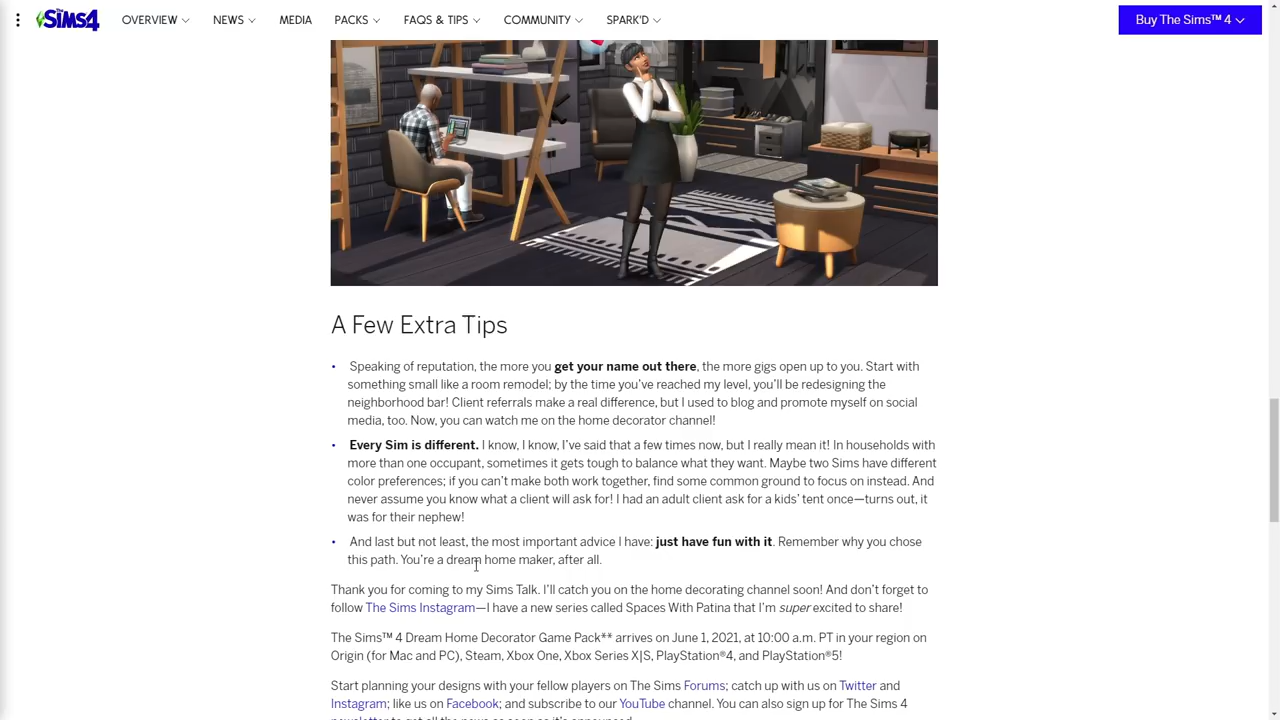 The SIMS4 OVERVIEW NEWS MEDIA PACKS FAQS & TIPS COMMUNITY SPARK'D Buy The Sims™ 4
A Few Extra Tips
• Speaking of reputation, the more you get your name out there, the more gigs open up to you. Start with
something small like a room remodel; by the time you've reached my level, you'll be redesigning the
neighborhood bar! Client referrals make a real difference, but I used to blog and promote myself on social
media, too. Now, you can watch me on the home decorator channel!
• Every Sim is different. I know, I know, I've said that a few times now, but I really mean it! In households with
more than one occupant, sometimes it gets tough to balance what they want. Maybe two Sims have different
color preferences; if you can't make both work together, find some common ground to focus on instead. And
never assume you know what a client will ask for! I had an adult client ask for a kids' tent once—turns out, it
was for their nephew!
• And last but not least, the most important advice I have: just have fun with it. Remember why you chose
this path. You're a dream home maker, after all.
Thank you for coming to my Sims Talk. I'll catch you on the home decorating channel soon! And don't forget to
follow The Sims Instagram—I have a new series called Spaces With Patina that I'm super excited to share!
The Sims™ 4 Dream Home Decorator Game Pack** arrives on June 1, 2021, at 10:00 a.m. PT in your region on
Origin (for Mac and PC), Steam, Xbox One, Xbox Series X|S, PlayStation®4, and PlayStation®5!
Start planning your designs with your fellow players on The Sims Forums; catch up with us on Twitter and
Instagram; like us on Facebook; and subscribe to our YouTube channel. You can also sign up for The Sims 4
newsletter to get all the news as soon as it's announced.